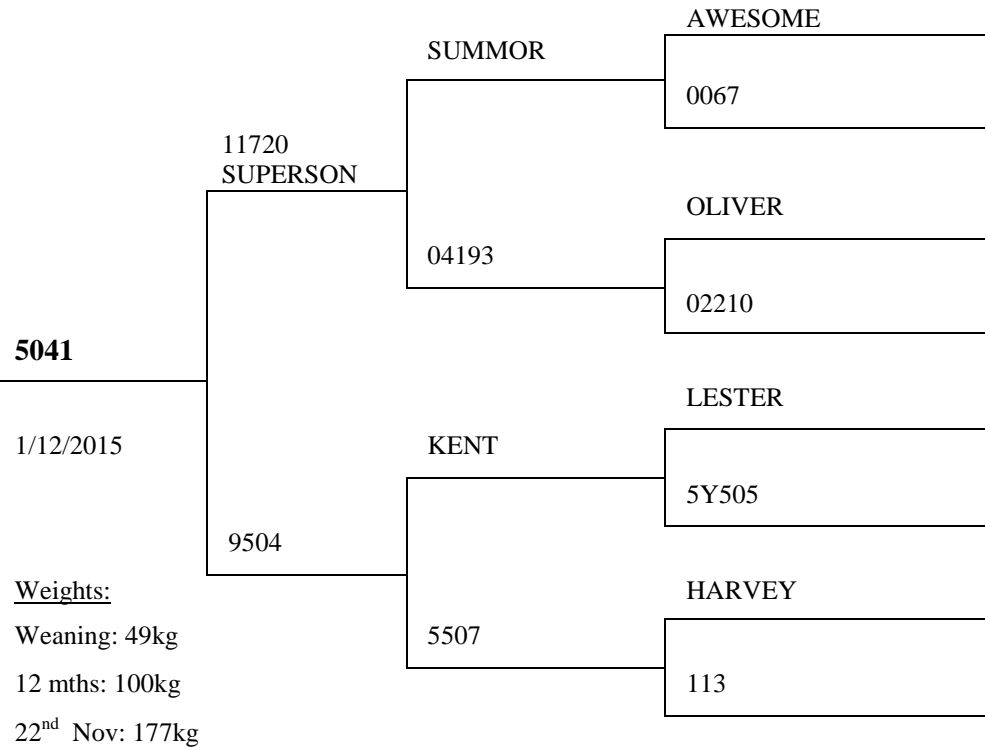 AWESOME
SUMMOR
0067
11720
SUPERSON
OLIVER
04193
02210
5041
LESTER
1/12/2015
KENT
5Y505
9504
Weights:
HARVEY
Weaning: 49kg
5507
12 mths: 100kg
113
22nd Nov: 177kg